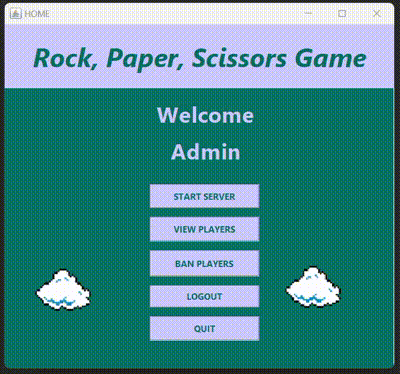 HOME
Rock, Paper, Scissors Game
Welcome
Admin
START SERVER
VIEW PLAYERS
BAN PLAYERS
LOGOUT
QUIT